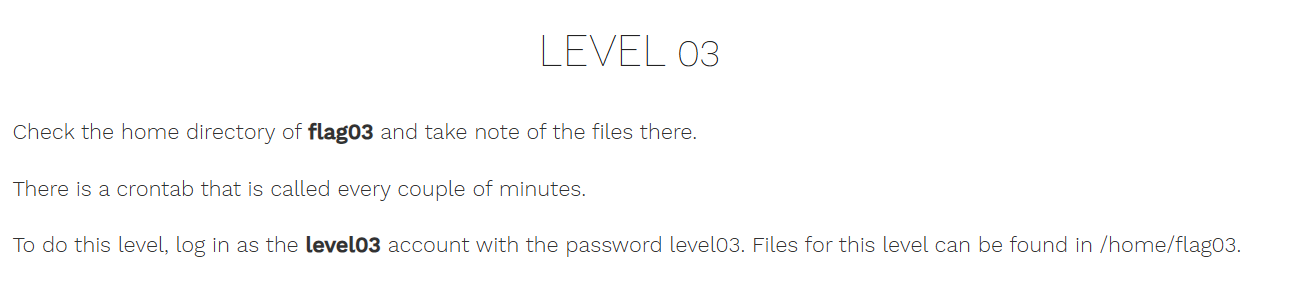 LEVEL 03
Check the home directory of flag03 and take note of the files there.
There is a crontab that is called every couple of minutes.
To do this level, log in as the level03 account with the password level03. Files for this level can be found in /home/flag03.